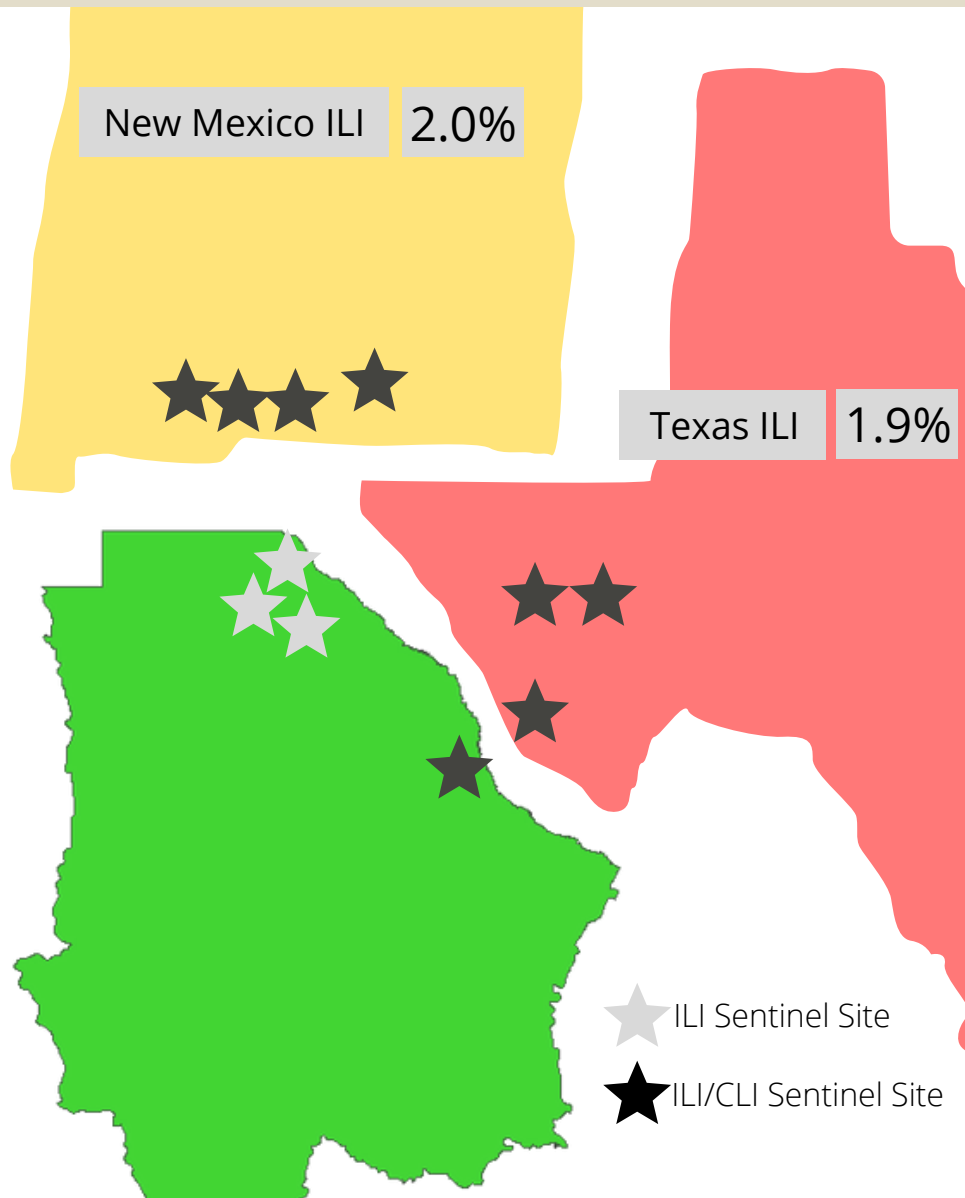 New Mexico ILI 2.0%
Texas ILI 1.9%
ILI Sentinel Site
ILI/CLI Sentinel Site